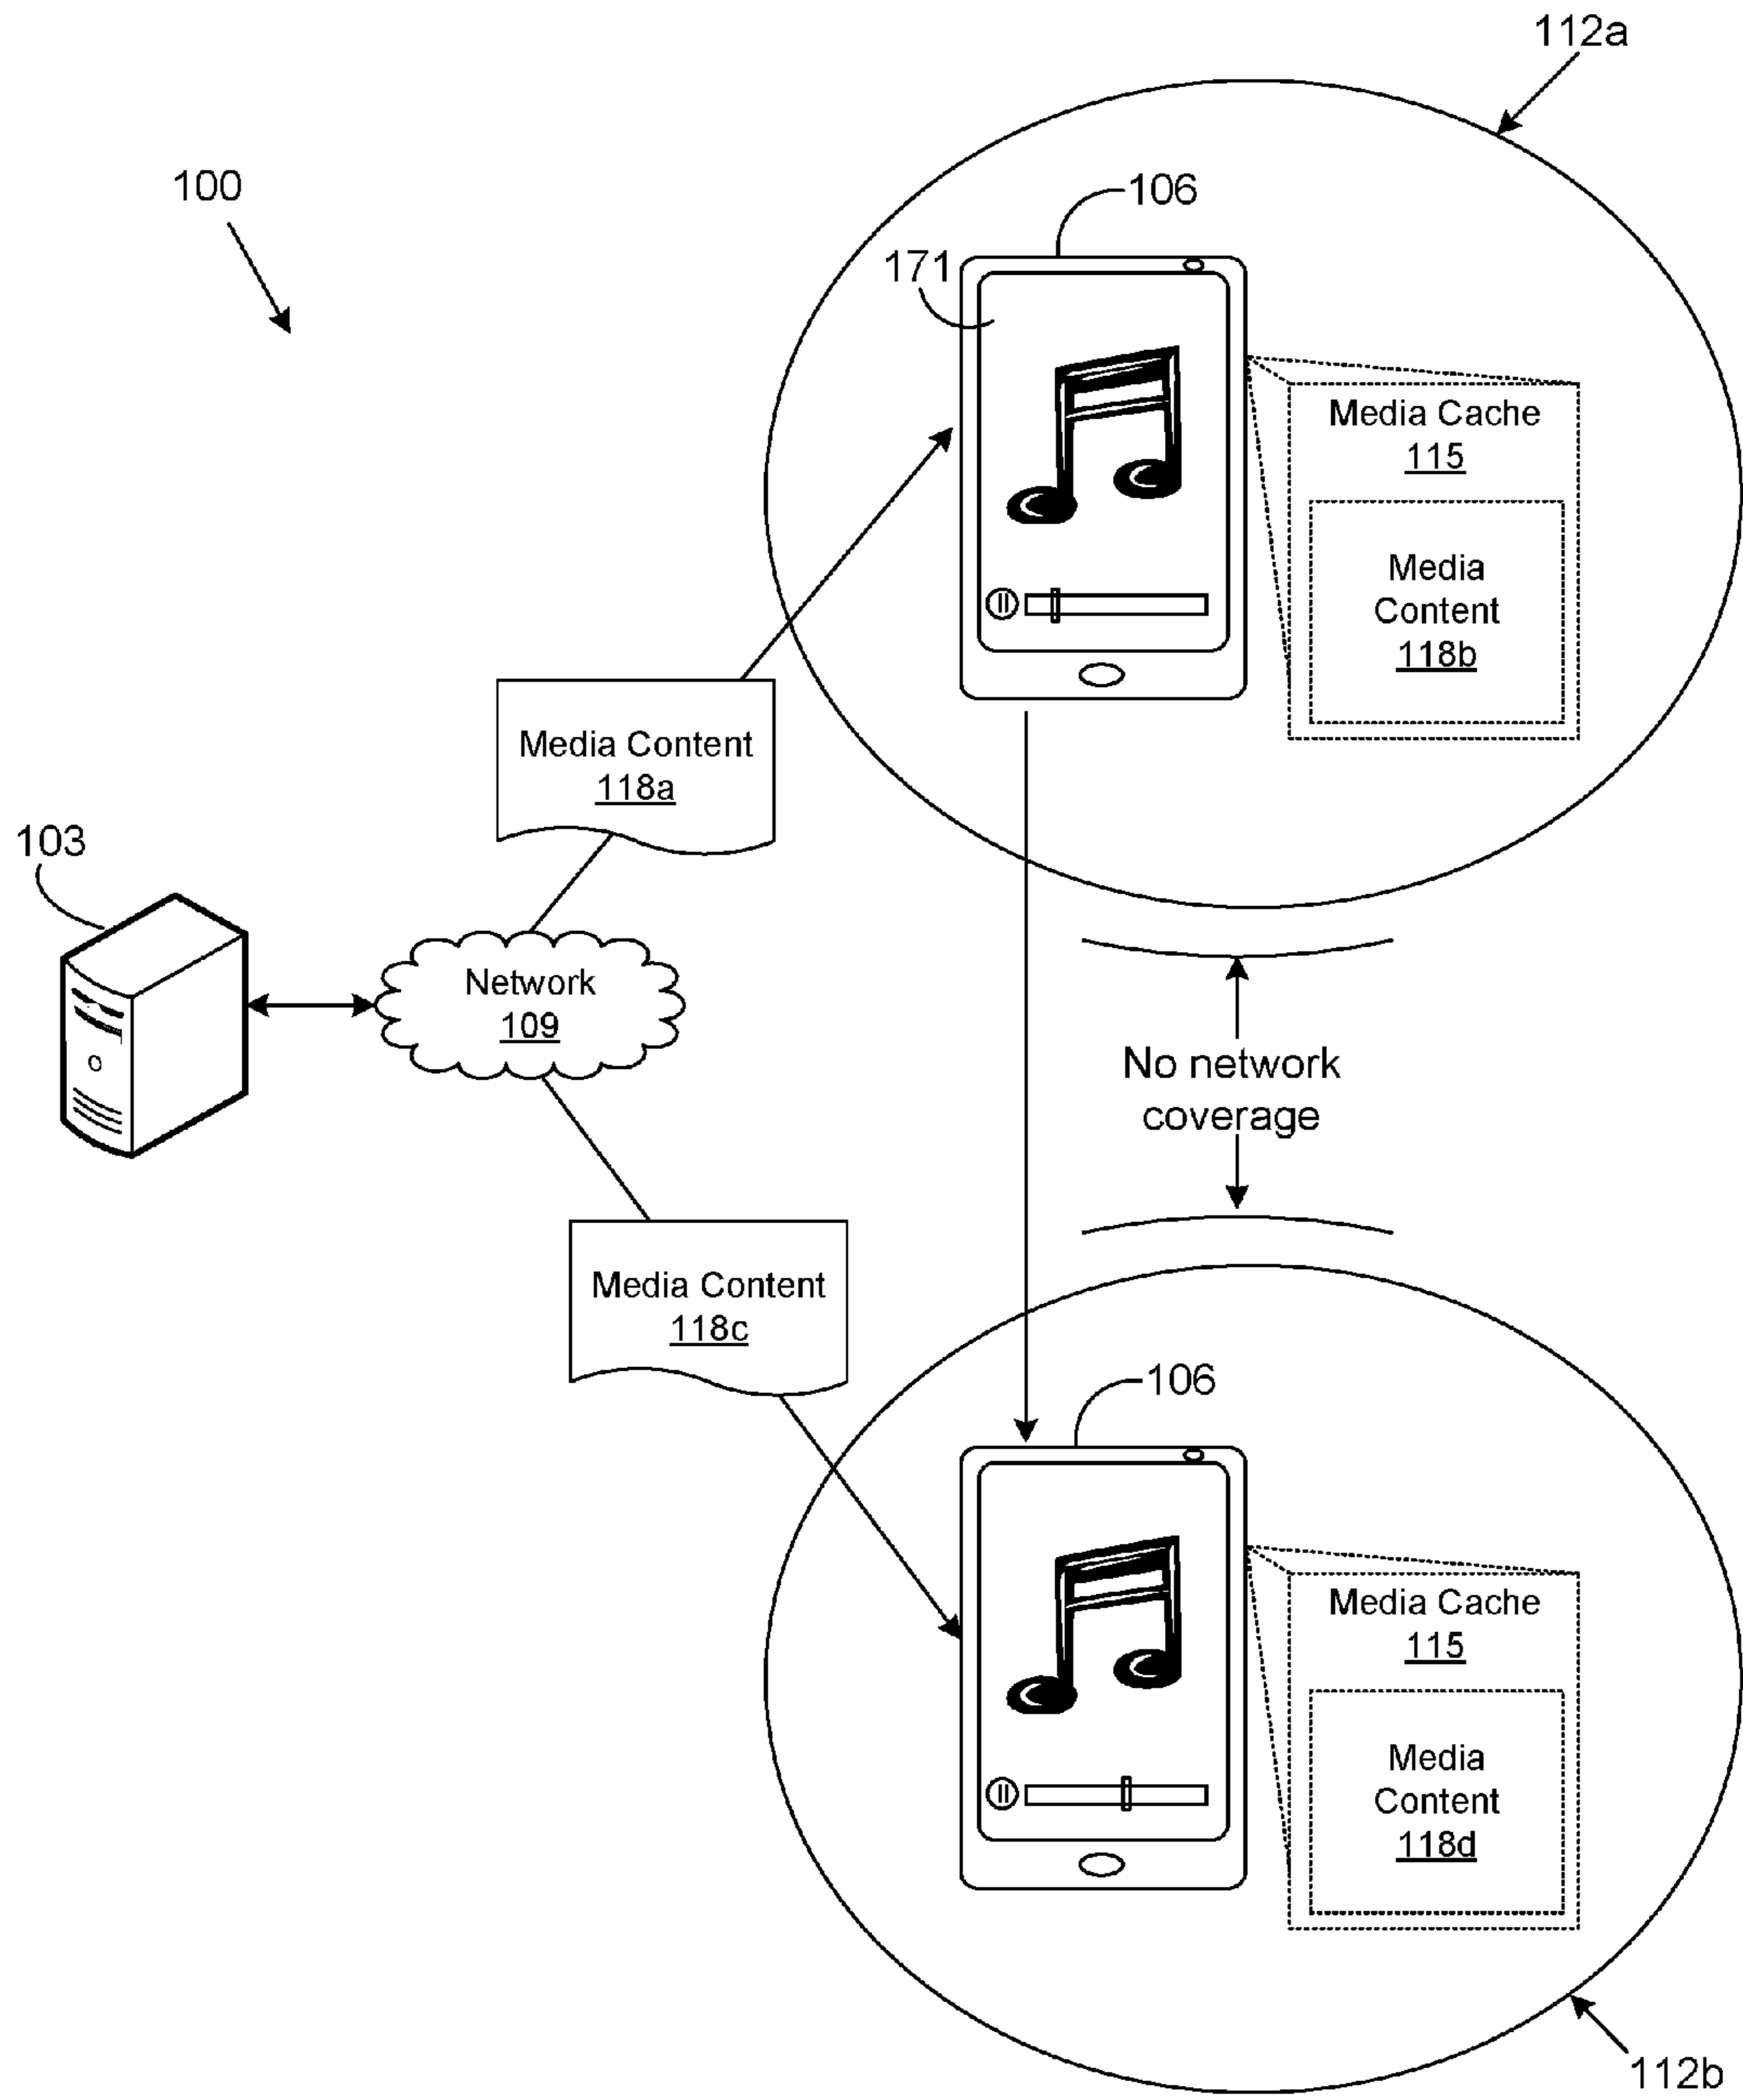 112a
100
106
171
Media Cache
115
Media
Content
118b
Media Content
118a
103
Network
109
No network
coverage
Media Content
118c
106
Media Cache
115
Media
Content
118d
112b